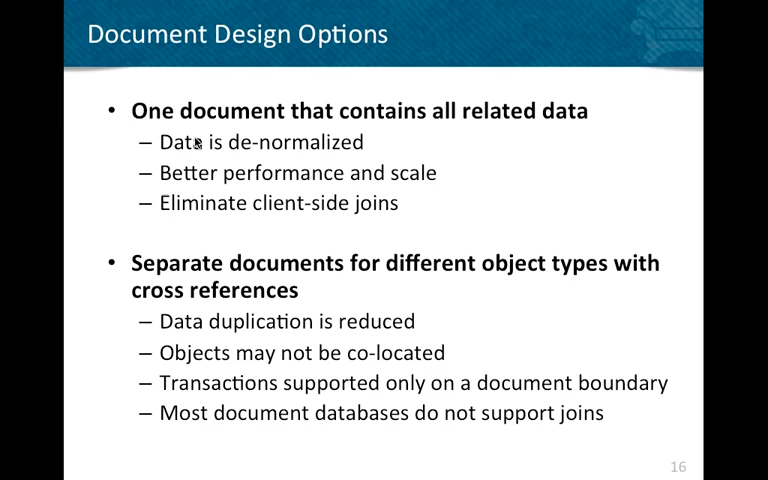 Document Design Options
• One document that contains all related data
– Data is de-normalized
– Better performance and scale
– Eliminate client-side joins
• Separate documents for different object types with
cross references
– Data duplication is reduced
– Objects may not be co-located
– Transactions supported only on a document boundary
– Most document databases do not support joins
16